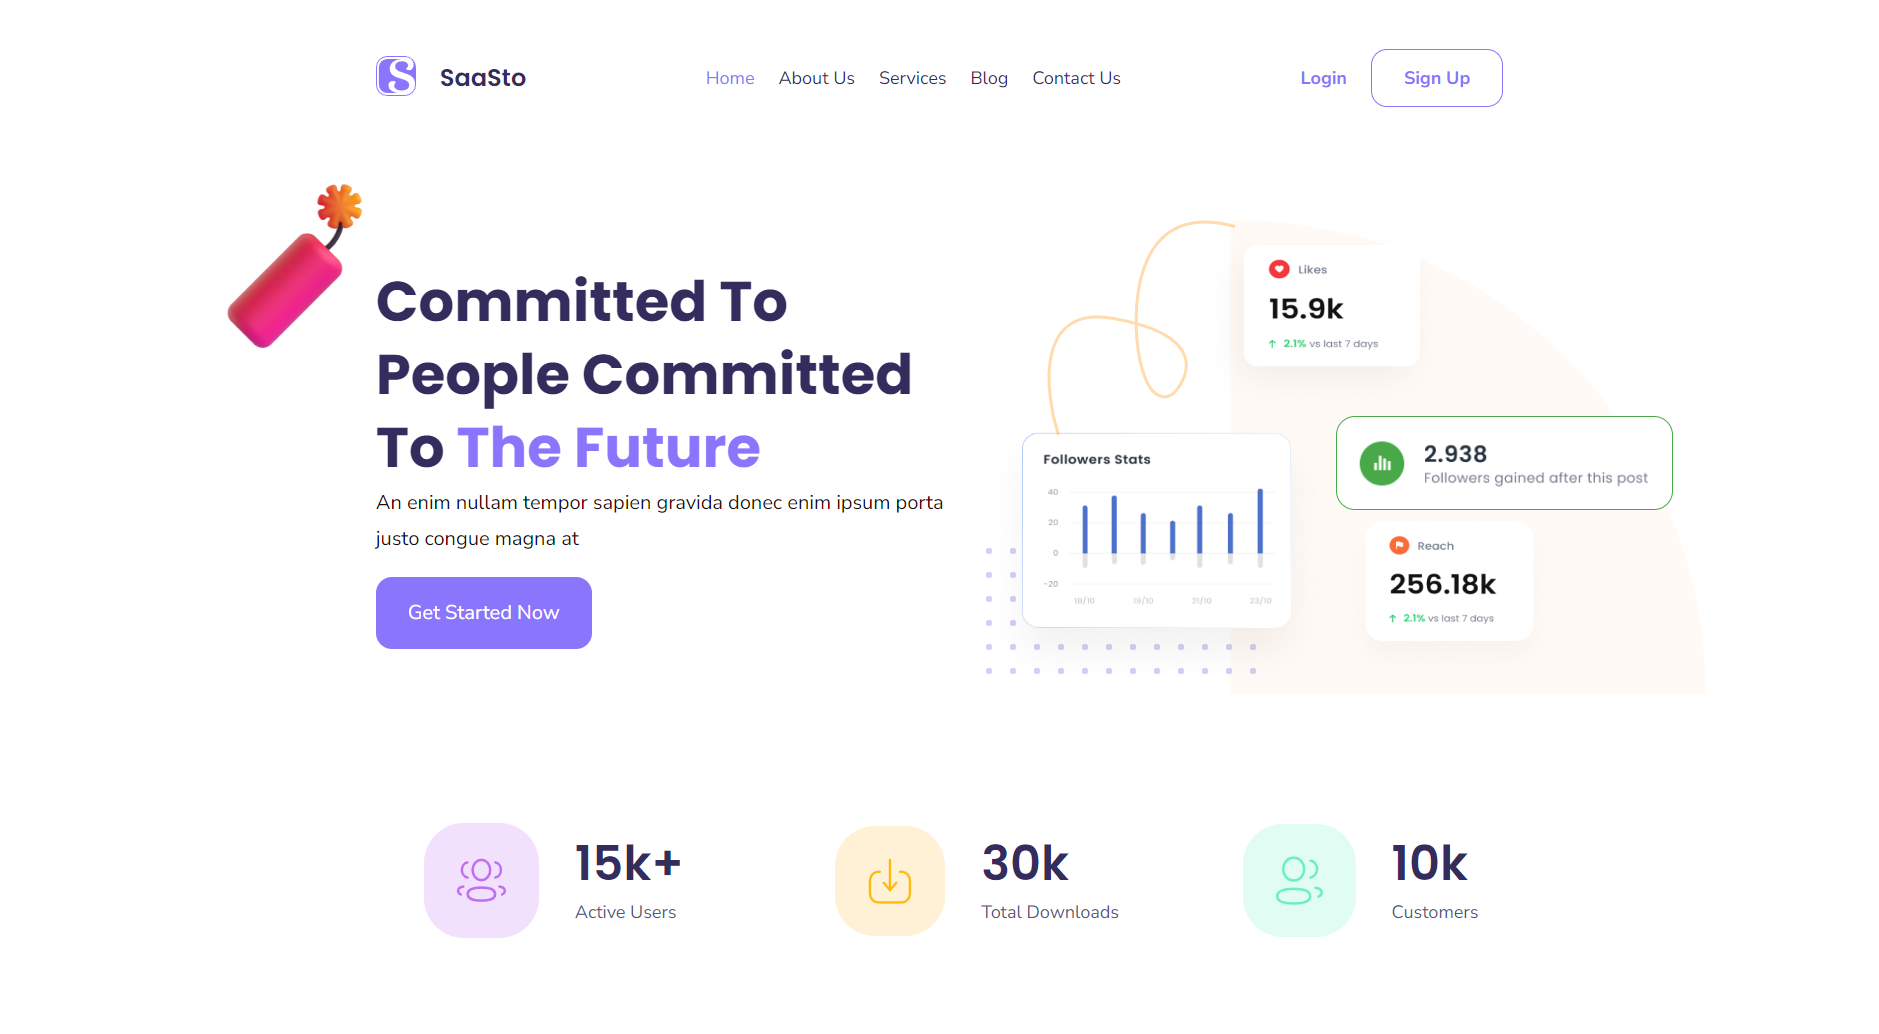 SaaSto
Home About Us Services Blog Contact Us
Login Sign Up
Committed To
People Committed
To The Future
An enim nullam tempor sapien gravida donec enim ipsum porta
justo congue magna at
Get Started Now
Likes
15.9k
2.1% vs last 7 days
2.938
Followers gained after this post
Followers Stats
40
20
0
-20
18/10 19/10 21/10 23/10
Reach
256.18k
2.1% vs last 7 days
15k+
Active Users
30k
Total Downloads
10k
Customers